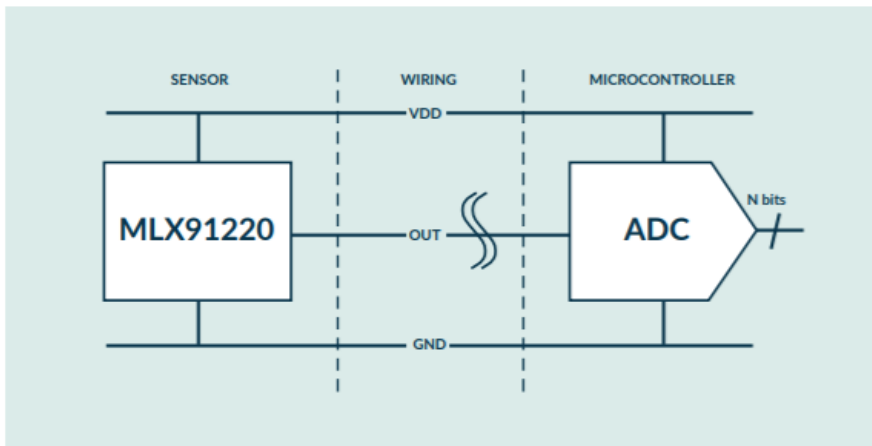 SENSOR
WIRING
MICROCONTROLLER
VDD
MLX91220
OUT
ADC
N bits
GND